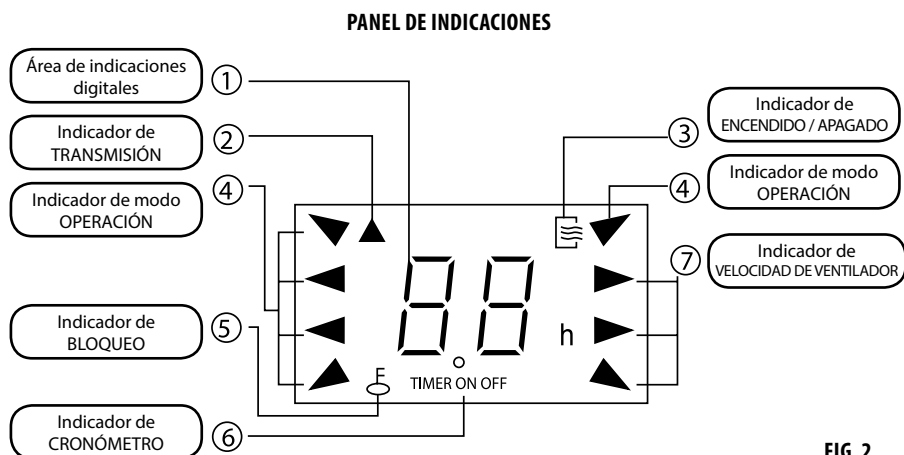 PANEL DE INDICACIONES
Área de indicaciones
digitales
1
Indicador de
TRANSMISIÓN
2
Indicador de modo
OPERACIÓN
4
Indicador de
BLOQUEO
5
Indicador de
CRONÓMETRO
6
88
h
TIMER ON OFF
3
Indicador de
ENCENDIDO / APAGADO
4
Indicador de modo
OPERACIÓN
7
Indicador de
VELOCIDAD DE VENTILADOR
FIG. 2